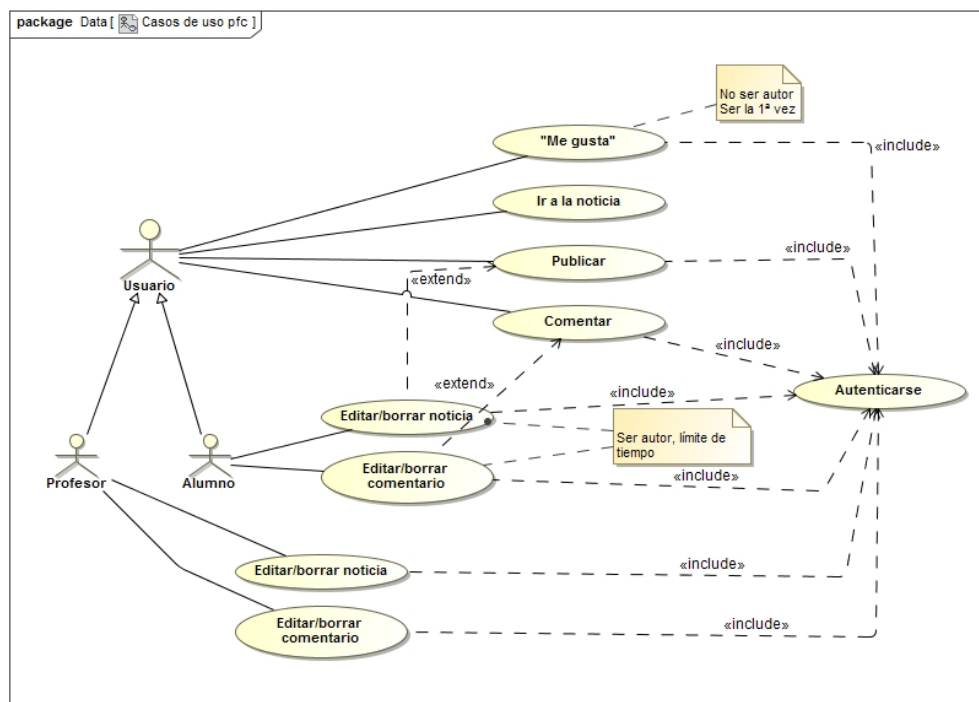 package Data [ Casos de uso pfc ]
No ser autor
Ser la 1ª vez
"Me gusta"
«include»
Ir a la noticia
Publicar
«include»
«extend»
Usuario
Comentar
«include»
«extend»
Autenticarse
«include»
Editar/borrar noticia
Ser autor, límite de
tiempo
Profesor
Alumno
Editar/borrar
comentario
«include»
Editar/borrar noticia
«include»
Editar/borrar
comentario
«include»